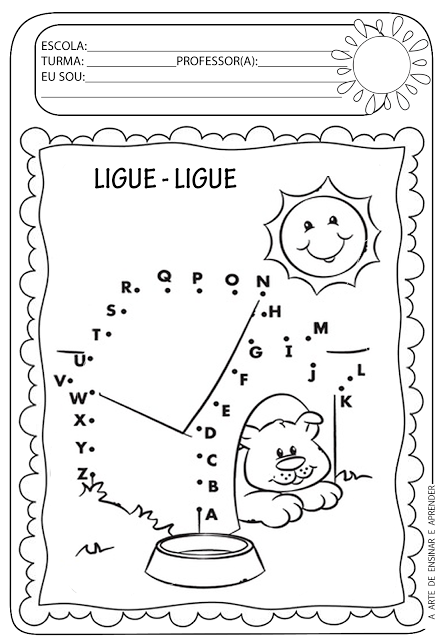 ESCOLA:
TURMA: PROFESSOR(A):
EU SOU:
LIGUE - LIGUE
R Q P O N
S H
T M
G I
U
J L
V F
W K
E
X
D
Y C
Z B
A
A ARTE DE ENSINAR E APRENDER